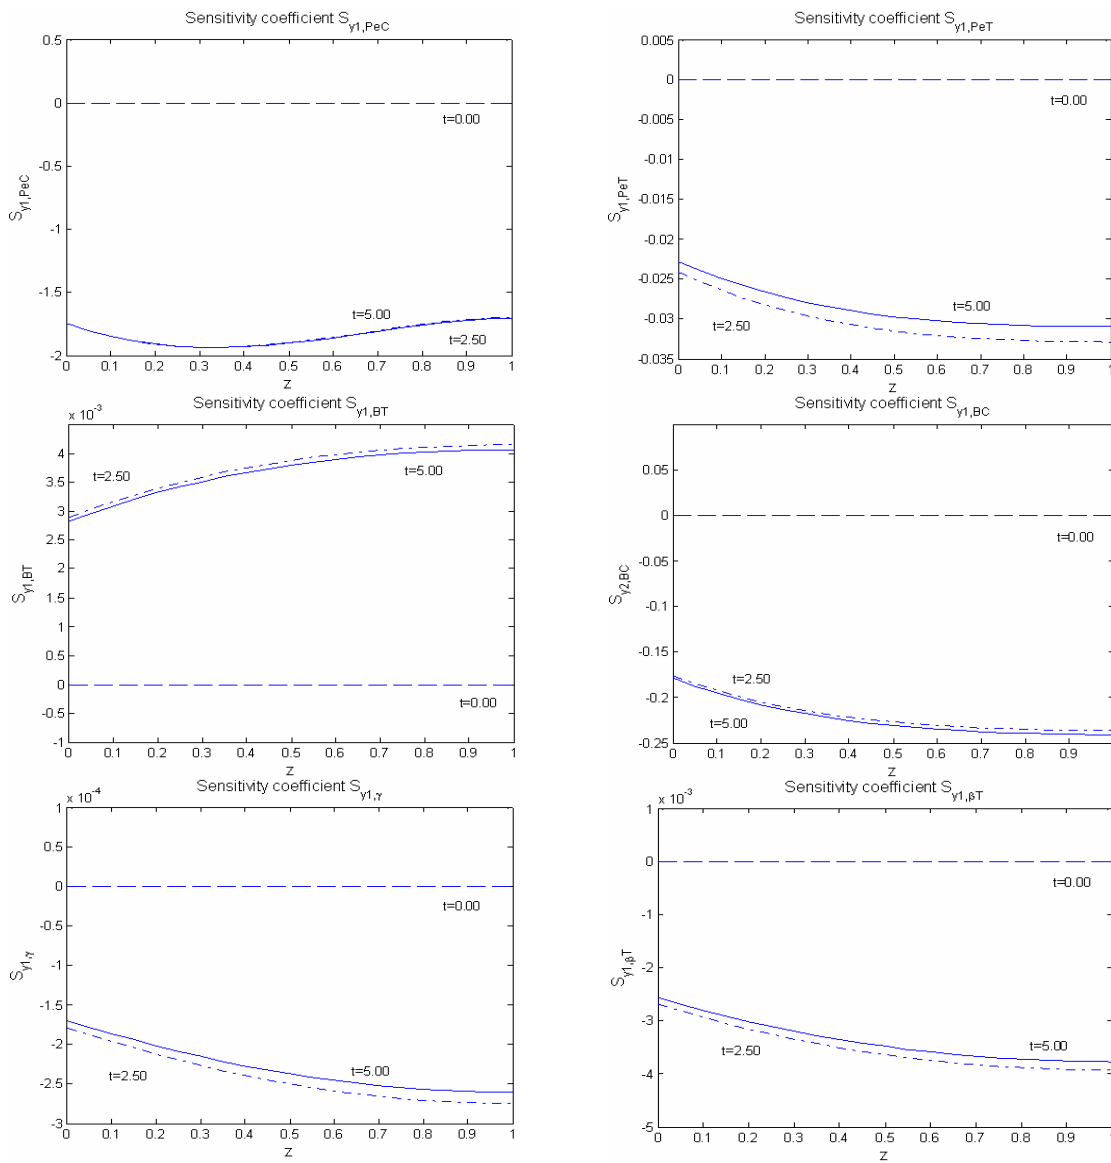 Sensitivity coefficient S_y1,PeC
0.5
0
-0.5
-1
-1.5
-2
S_y1,PeC
t=0.00
t=5.00
t=2.50
0 0.1 0.2 0.3 0.4 0.5 0.6 0.7 0.8 0.9 1
z
Sensitivity coefficient S_y1,PeT
0.005
0
-0.005
-0.01
-0.015
-0.02
-0.025
-0.03
-0.035
S_y1,PeT
t=0.00
t=5.00
t=2.50
0 0.1 0.2 0.3 0.4 0.5 0.6 0.7 0.8 0.9 1
z
Sensitivity coefficient S_y1,BT
x 10^-3
4
3.5
3
2.5
2
1.5
1
0.5
0
-0.5
-1
S_y1,BT
t=2.50
t=5.00
t=0.00
0 0.1 0.2 0.3 0.4 0.5 0.6 0.7 0.8 0.9 1
z
Sensitivity coefficient S_y1,BC
0.05
0
-0.05
-0.1
-0.15
-0.2
-0.25
S_y2,BC
t=0.00
t=2.50
t=5.00
0 0.1 0.2 0.3 0.4 0.5 0.6 0.7 0.8 0.9
z
Sensitivity coefficient S_y1,γ
x 10^-4
1
0.5
0
-0.5
-1
-1.5
-2
-2.5
-3
S_y1,γ
t=0.00
t=2.50
t=5.00
0 0.1 0.2 0.3 0.4 0.5 0.6 0.7 0.8 0.9 1
z
Sensitivity coefficient S_y1,βT
x 10^-3
1
0
-1
-2
-3
-4
-5
S_y1,βT
t=0.00
t=5.00
t=2.50
0 0.1 0.2 0.3 0.4 0.5 0.6 0.7 0.8 0.9 1
z